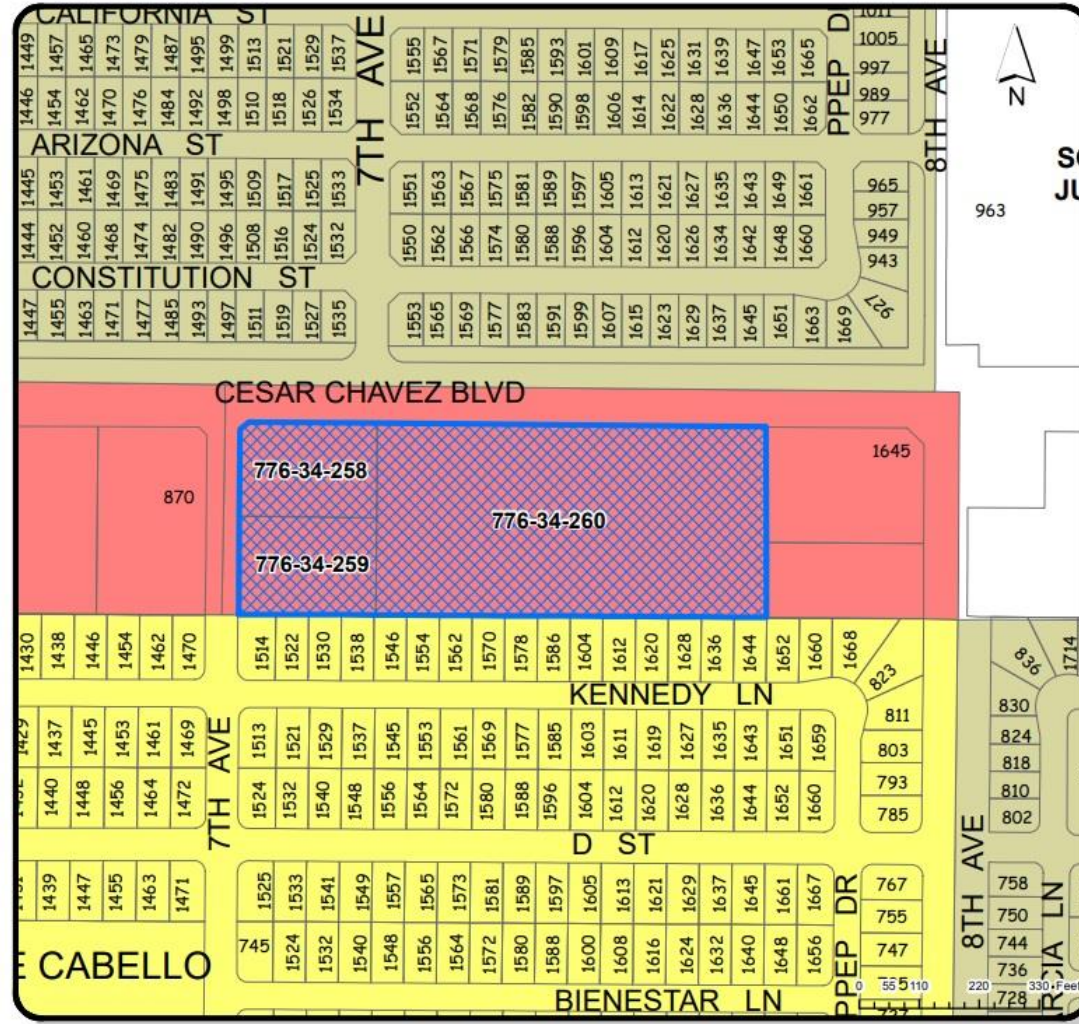 CALIFORNIA ST
1449 1457 1465 1473 1479 1487 1495 1499 1513 1521 1529 1537
1555 1567 1571 1579 1585 1593 1601 1609 1617 1625 1631 1639 1647 1653 1665
1446 1454 1462 1470 1476 1484 1492 1498 1510 1518 1526 1534
1552 1564 1568 1576 1582 1590 1598 1606 1614 1622 1628 1636 1644 1650 1662
7TH AVE
PPEP D
1011
1005
997
989
977
8TH AVE
N
ARIZONA ST
1445 1453 1461 1469 1475 1483 1491 1495 1509 1517 1525 1533
1551 1563 1567 1575 1581 1589 1597 1605 1613 1621 1627 1635 1643 1649 1661
1444 1452 1460 1468 1474 1482 1490 1496 1508 1516 1524 1532
1550 1562 1566 1574 1580 1588 1596 1604 1612 1620 1626 1634 1642 1648 1660
965
957
949
943
927
963
JU
CONSTITUTION ST
1447 1455 1463 1471 1477 1485 1493 1497 1511 1519 1527 1535
1553 1565 1569 1577 1583 1591 1599 1607 1615 1623 1629 1637 1645 1651 1663 1669
CESAR CHAVEZ BLVD
870
776-34-258
776-34-259
776-34-260
1645
1430 1438 1446 1454 1462 1470
1514 1522 1530 1538 1546 1554 1562 1570 1578 1586 1604 1612 1620 1628 1636 1644 1652 1660 1668
823
836
1714
KENNEDY LN
1429 1437 1445 1453 1461 1469
7TH AVE
1513 1521 1529 1537 1545 1553 1561 1569 1577 1585 1603 1611 1619 1627 1635 1643 1651 1659
1440 1448 1456 1464 1472
1524 1532 1540 1548 1556 1564 1572 1580 1588 1596 1604 1612 1620 1628 1636 1644 1652 1660
811
803
793
785
830
824
818
810
802
D ST
8TH AVE
1439 1447 1455 1463 1471
1525 1533 1541 1549 1557 1565 1573 1581 1589 1597 1605 1613 1621 1629 1637 1645 1661 1667
745 1524 1532 1540 1548 1556 1564 1572 1580 1588 1600 1608 1616 1624 1632 1640 1648 1656
PPEP DR
767
755
747
758
750
744
736
728
RCIA LN
E CABELLO
BIENESTAR LN
0 55 110 220 330 Feet